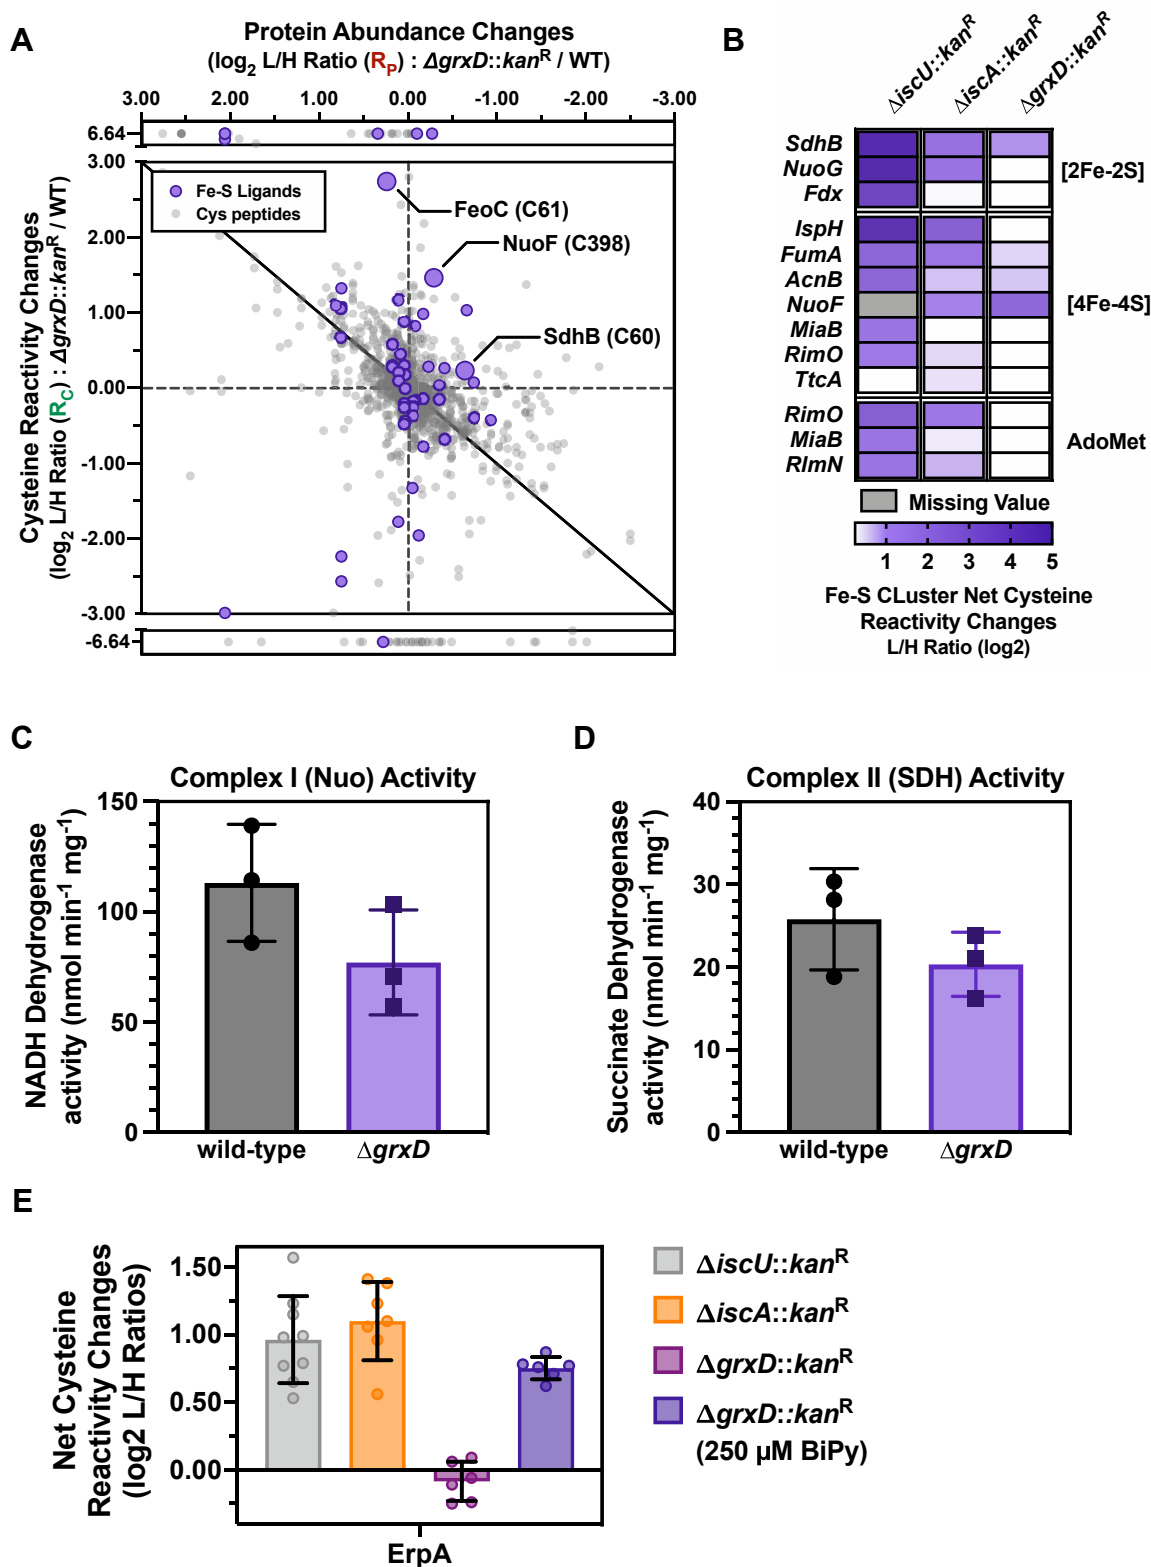 A
Protein Abundance Changes
(log2 L/H Ratio (RP) : ΔgrxD::kanR / WT)
3.00 2.00 1.00 0.00 -1.00 -2.00 -3.00
6.64
3.00
2.00
1.00
0.00
-1.00
-2.00
-3.00
-6.64
Cysteine Reactivity Changes
(log2 L/H Ratio (RC) : ΔgrxD::kanR / WT)
Fe-S Ligands
Cys peptides
FeoC (C61)
NuoF (C398)
SdhB (C60)
B
ΔiscU::kanR
ΔiscA::kanR
ΔgrxD::kanR
SdhB
NuoG
Fdx
[2Fe-2S]
IspH
FumA
AcnB
NuoF
MiaB
RimO
TtcA
[4Fe-4S]
RimO
MiaB
RlmN
AdoMet
Missing Value
1 2 3 4 5
Fe-S CLuster Net Cysteine
Reactivity Changes
L/H Ratio (log2)
C
Complex I (Nuo) Activity
NADH Dehydrogenase
activity (nmol min-1 mg-1)
150
100
50
0
wild-type ΔgrxD
D
Complex II (SDH) Activity
Succinate Dehydrogenase
activity (nmol min-1 mg-1)
40
30
20
10
0
wild-type ΔgrxD
E
Net Cysteine
Reactivity Changes
(log2 L/H Ratios)
1.50
1.00
0.50
0.00
ErpA
ΔiscU::kanR
ΔiscA::kanR
ΔgrxD::kanR
ΔgrxD::kanR
(250 µM BiPy)